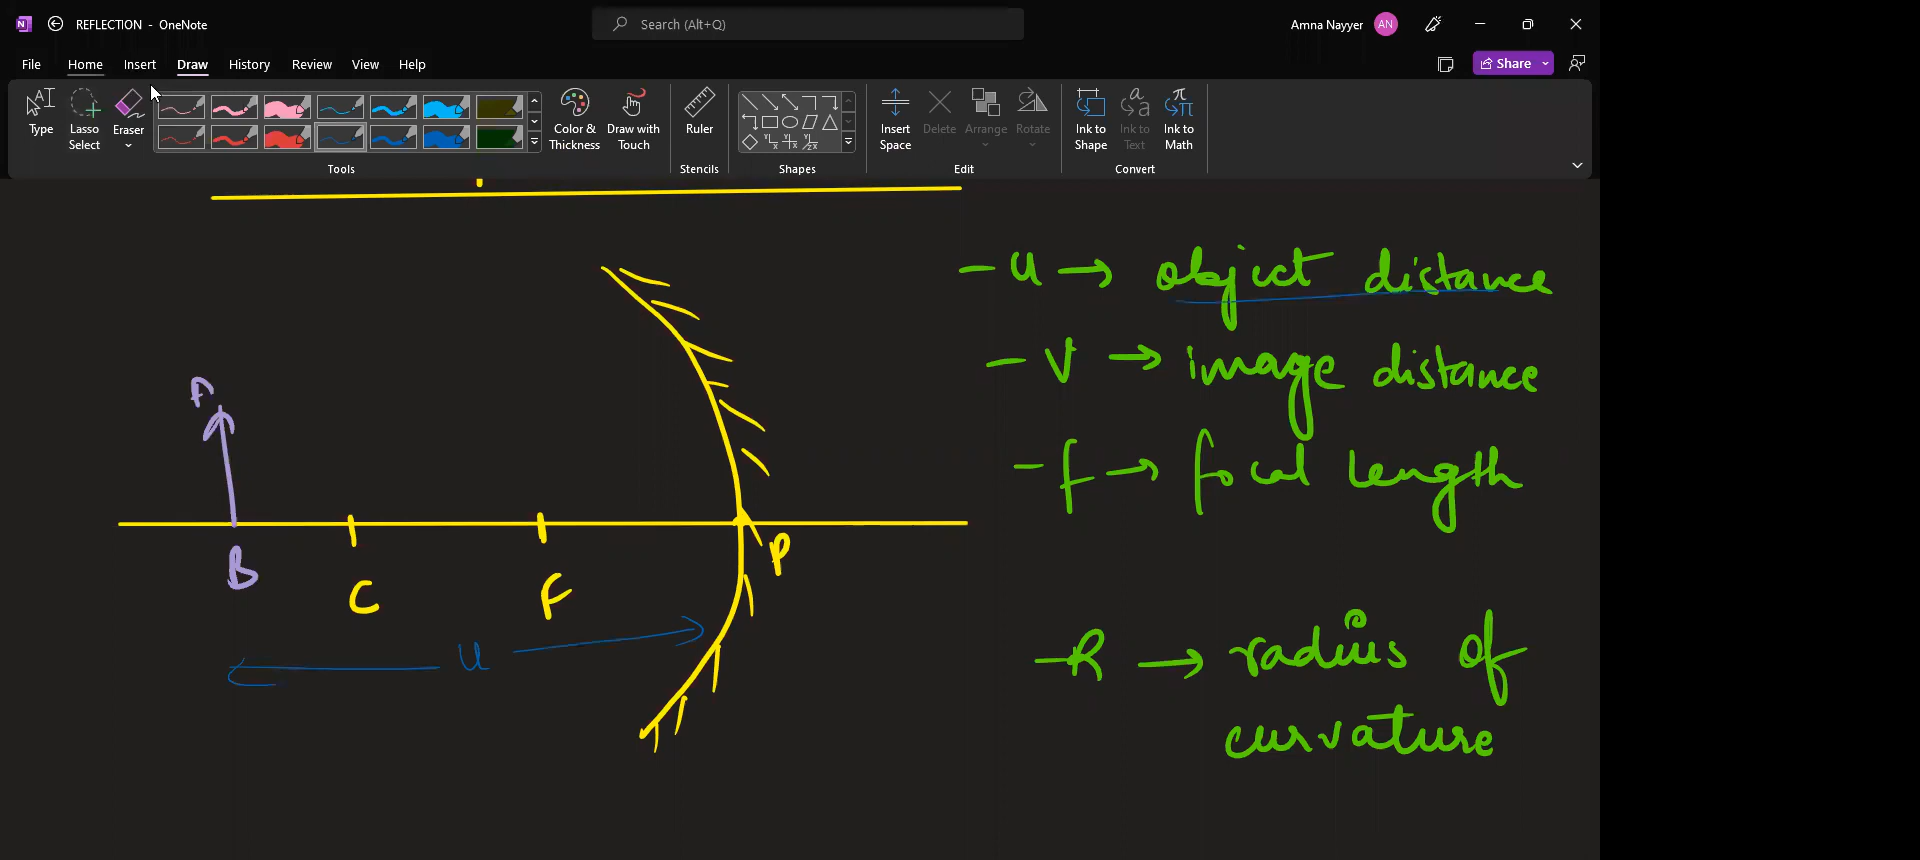 REFLECTION - OneNote
Search (Alt+Q)
Amna Nayyer
AN
File
Home
Insert
Draw
History
Review
View
Help
Share
Type
Lasso Select
Eraser
Color & Thickness
Draw with Touch
Ruler
Insert Space
Delete
Arrange
Rotate
Ink to Shape
Ink to Text
Ink to Math
Tools
Stencils
Shapes
Edit
Convert
- u → object distance
- v → image distance
- f → focal length
- R → radius of
curvature
B
C
F
P
u